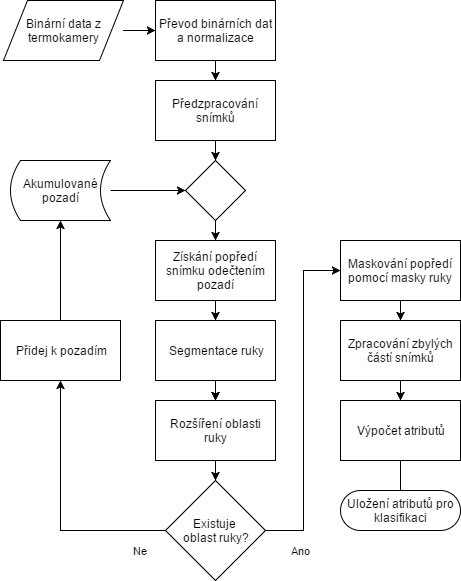 Binární data z
termokamery
Převod binárních dat
a normalizace
Předzpracování
snímků
Akumulované
pozadí
Získání popředí
snímku odečtením
pozadí
Maskování popředí
pomocí masky ruky
Přidej k pozadím
Segmentace ruky
Zpracování zbylých
částí snímků
Rozšíření oblasti
ruky
Výpočet atributů
Existuje
oblast ruky?
Uložení atributů pro
klasifikaci
Ne
Ano